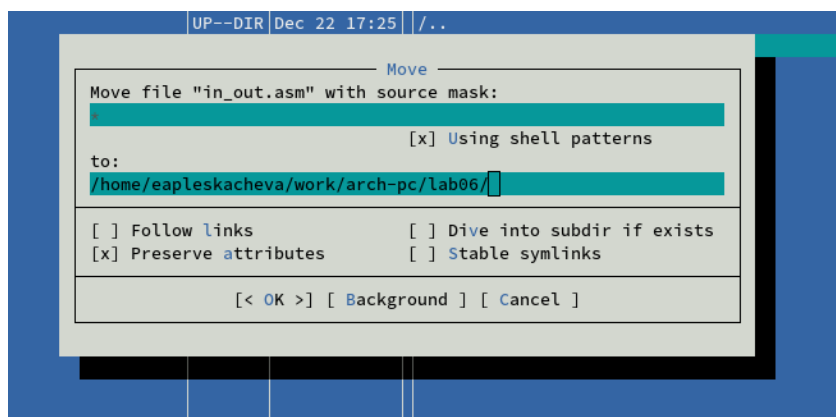 UP--DIR Dec 22 17:25 /..
Move
Move file "in_out.asm" with source mask:
*
[x] Using shell patterns
to:
/home/eapleskacheva/work/arch-pc/lab06/
[ ] Follow links [ ] Dive into subdir if exists
[x] Preserve attributes [ ] Stable symlinks
[< OK >] [ Background ] [ Cancel ]